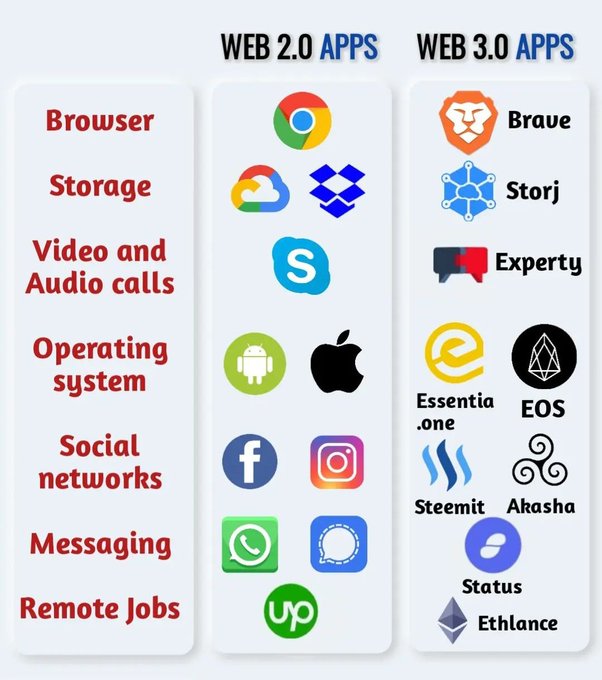 WEB 2.0 APPS WEB 3.0 APPS
Browser Brave
Storage Storj
Video and
Audio calls
S
Experty
Operating
system
Essentia
.one
EOS
Social
networks
f
Steemit Akasha
Messaging
Status
Remote Jobs up Ethlance